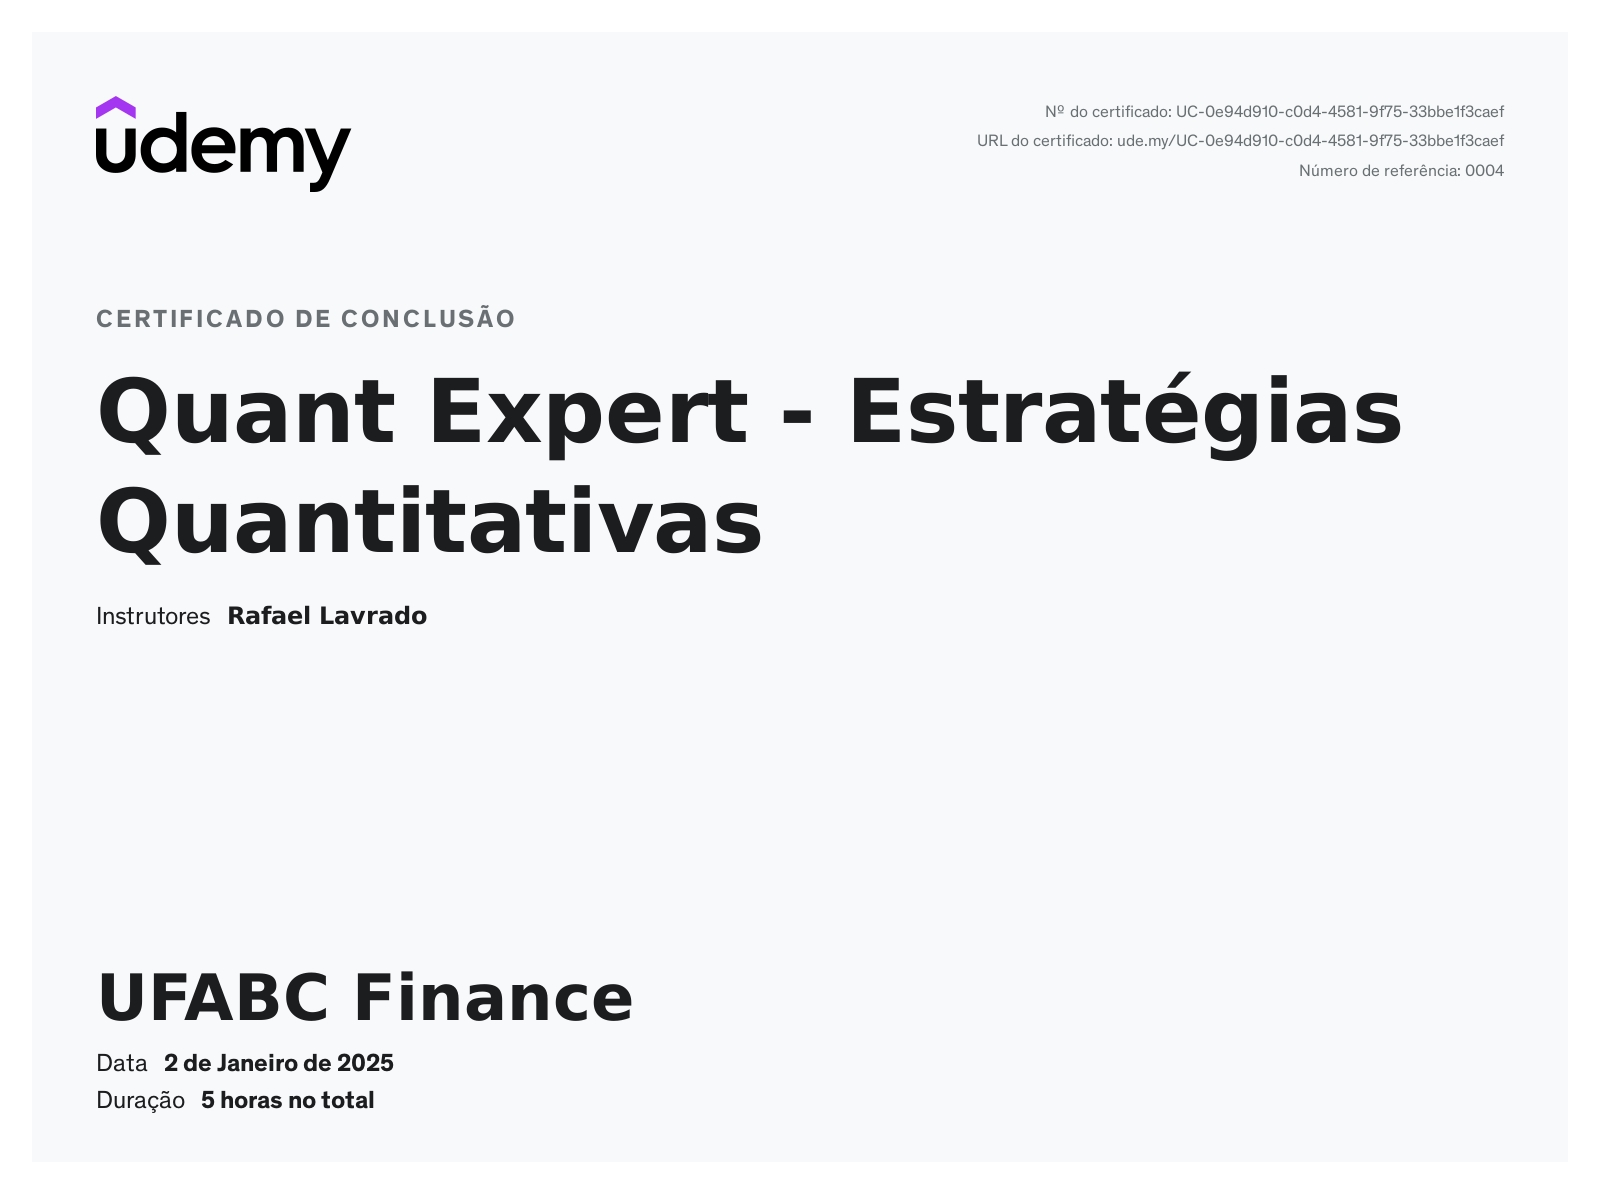 udemy
Nº do certificado: UC-0e94d910-c0d4-4581-9f75-33bbe1f3caef
URL do certificado: ude.my/UC-0e94d910-c0d4-4581-9f75-33bbe1f3caef
Número de referência: 0004
CERTIFICADO DE CONCLUSÃO
Quant Expert - Estratégias
Quantitativas
Instrutores Rafael Lavrado
UFABC Finance
Data 2 de Janeiro de 2025
Duração 5 horas no total